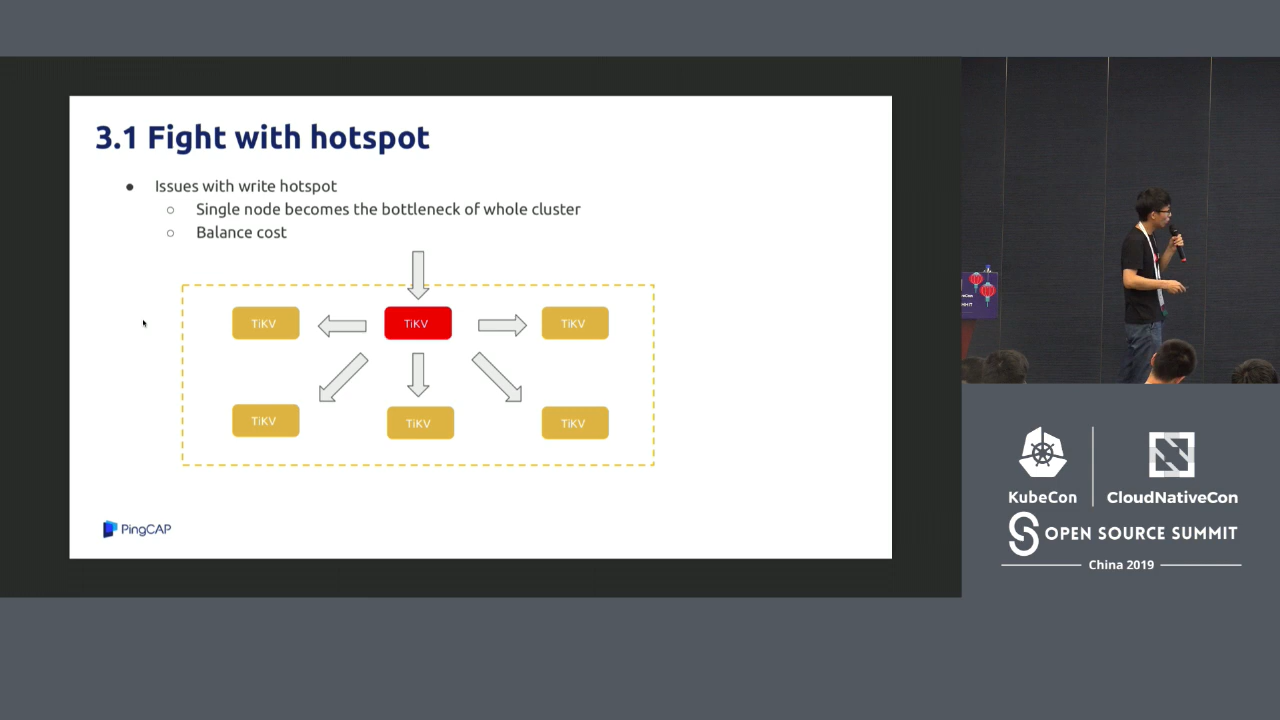 3.1 Fight with hotspot
● Issues with write hotspot
○ Single node becomes the bottleneck of whole cluster
○ Balance cost
TiKV TiKV TiKV
TiKV TiKV TiKV
PingCAP
KubeCon
CloudNativeCon
OPEN SOURCE SUMMIT
China 2019